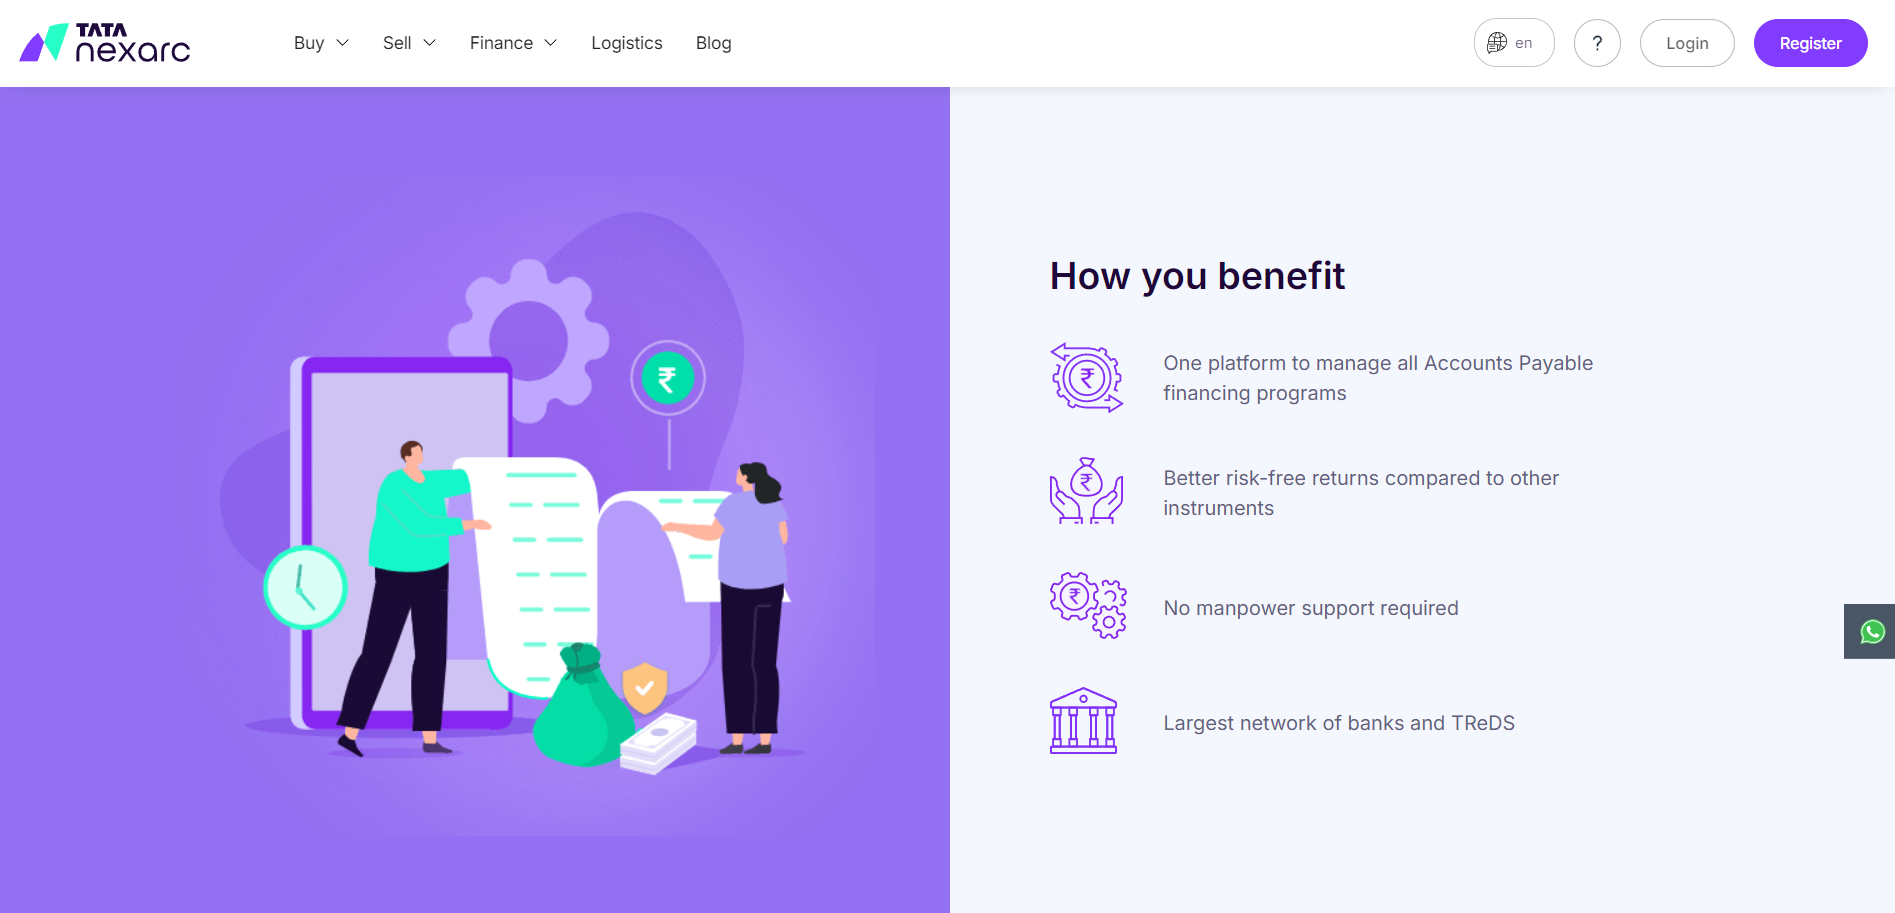 TATA
nexarc
Buy
Sell
Finance
Logistics
Blog
en
?
Login
Register
₹
How you benefit
₹
One platform to manage all Accounts Payable
financing programs
₹
Better risk-free returns compared to other
instruments
₹
No manpower support required
Largest network of banks and TReDS